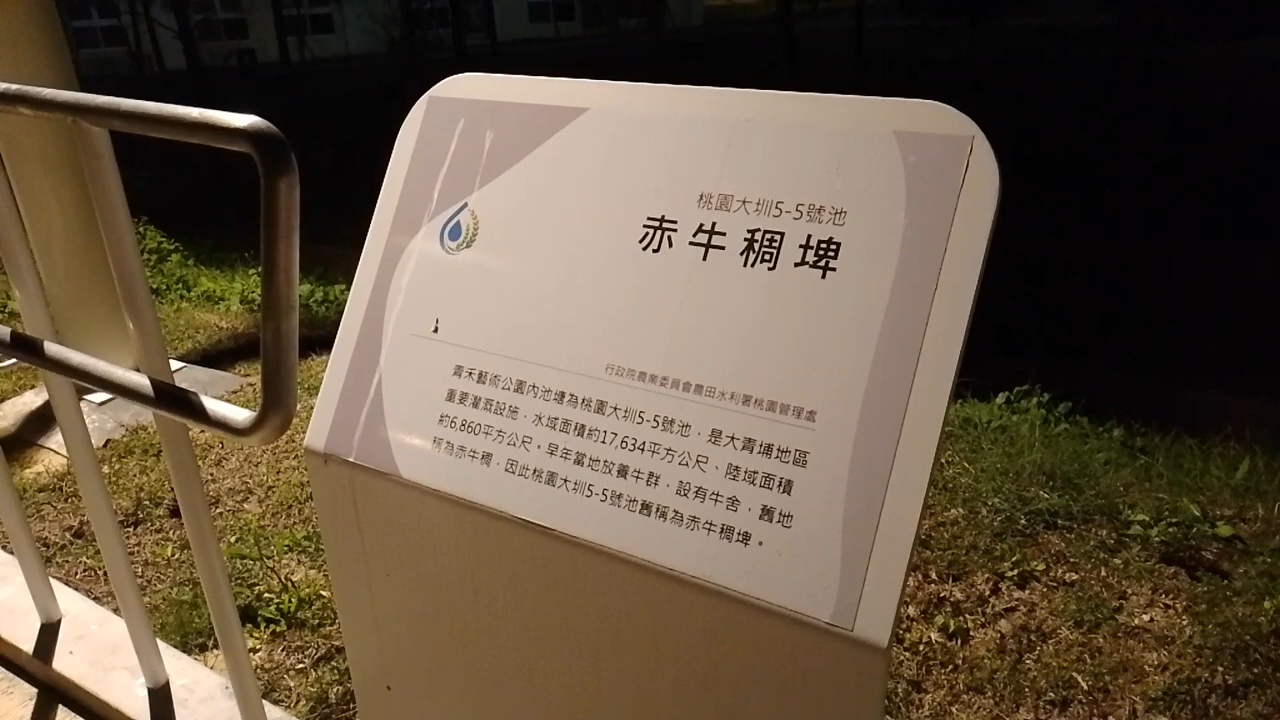 桃園大圳5-5號池
赤牛稠埤
行政院農業委員會農田水利署桃園管理處
青禾藝術公園內池塘為桃園大圳5-5號池，是大青埔地區
重要灌溉設施，水域面積約17,634平方公尺、陸域面積
約6,860平方公尺。早年當地放養牛群，設有牛舍，舊地
稱為赤牛稠，因此桃園大圳5-5號池舊稱為赤牛稠埤。